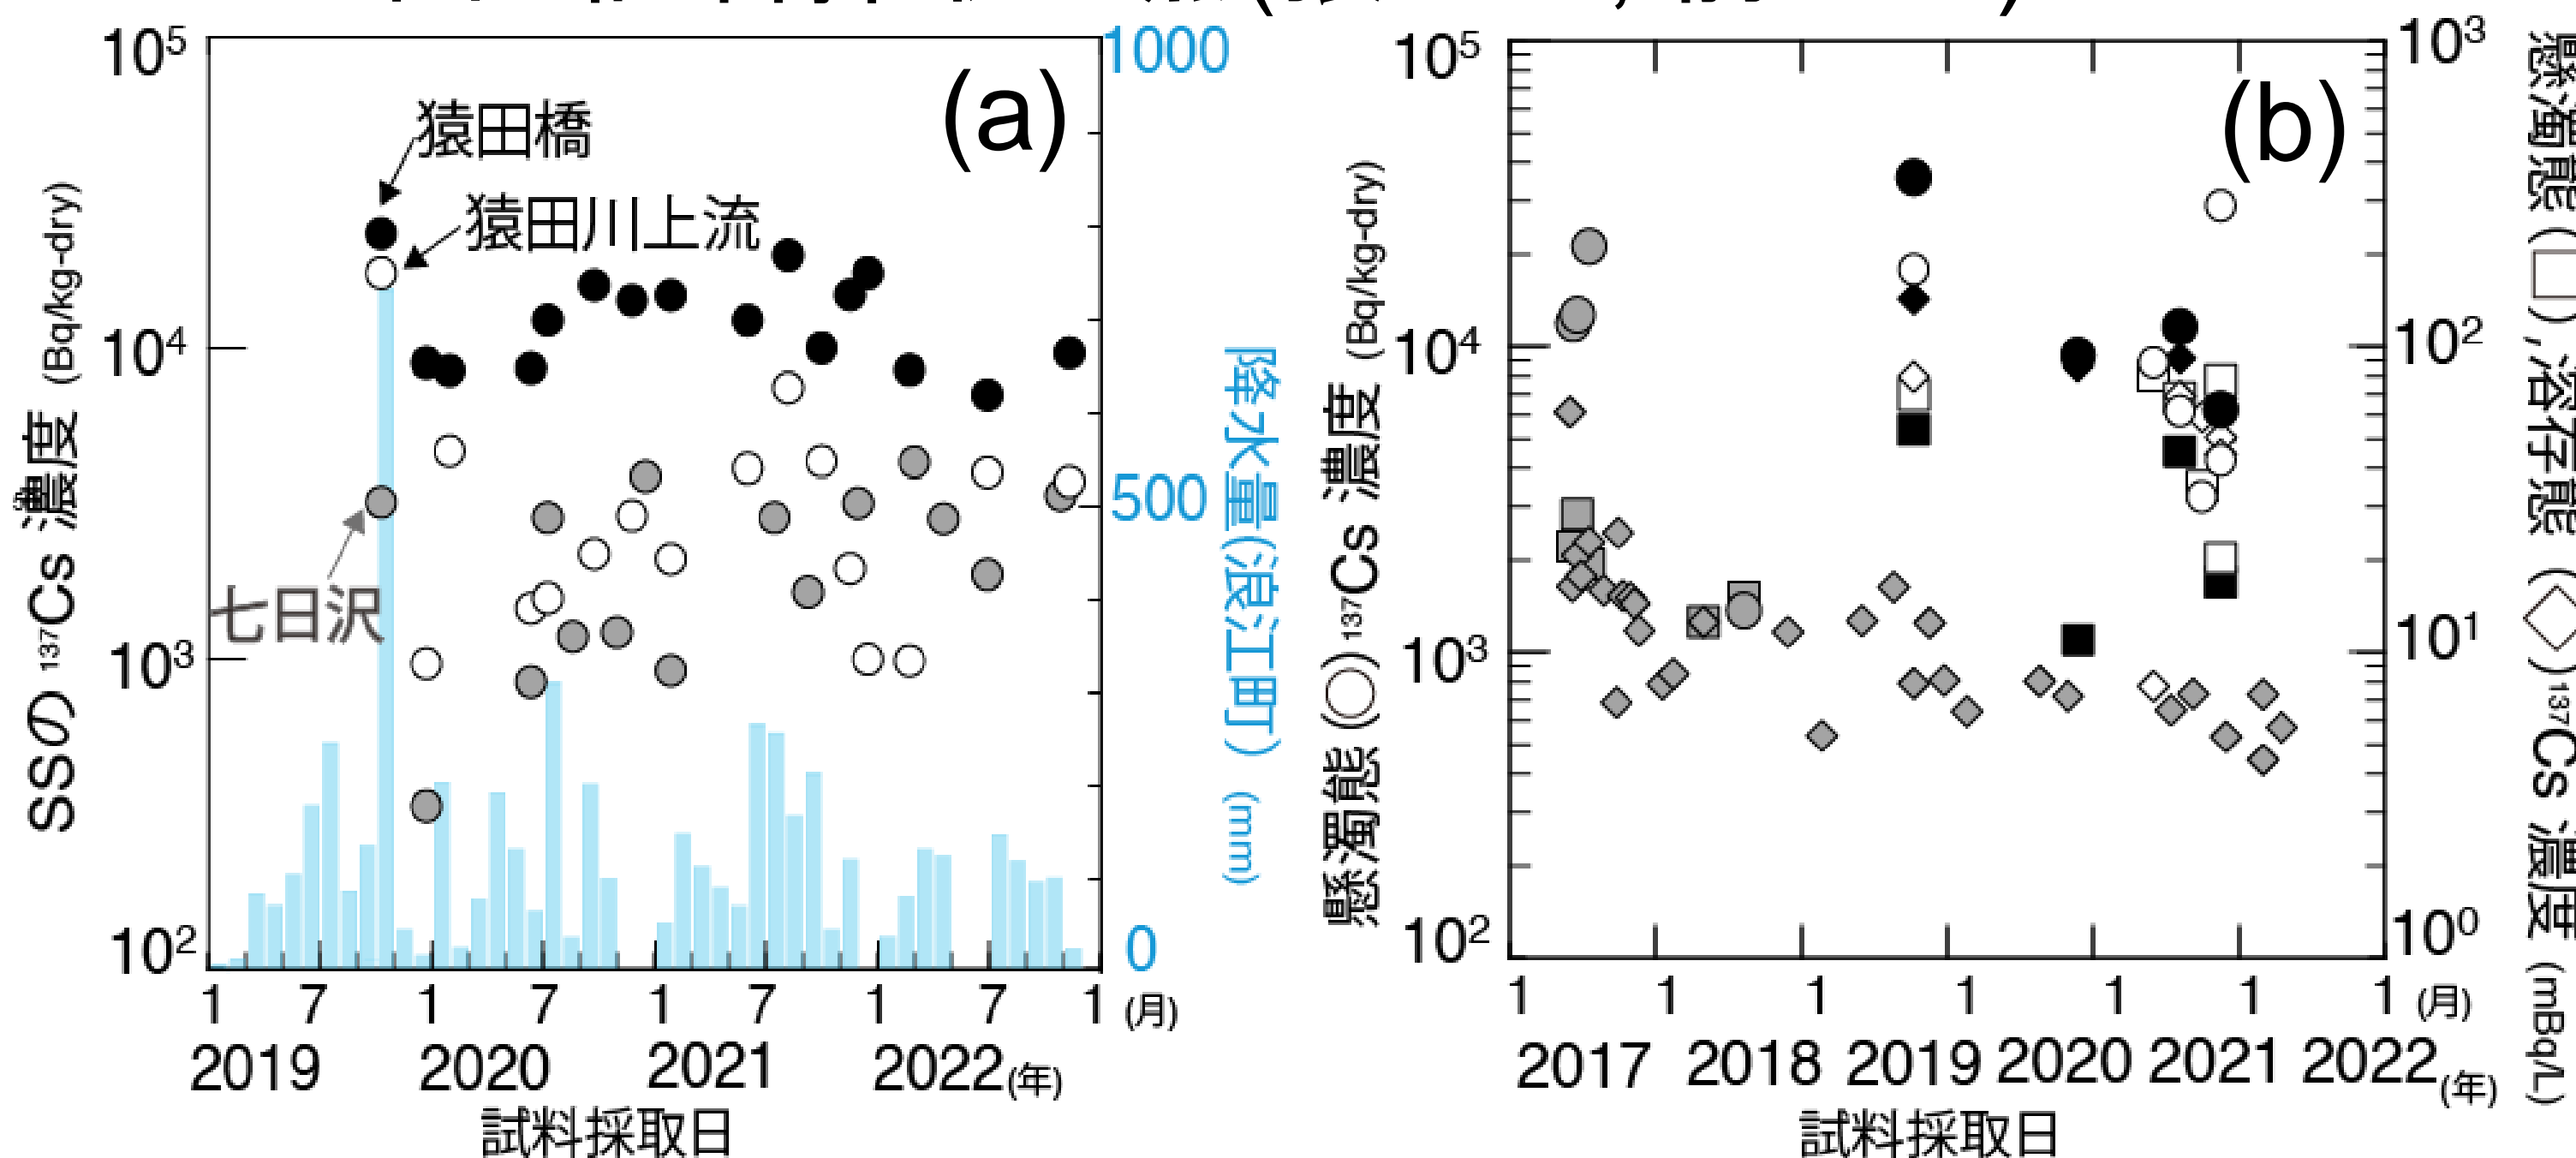 (a)
10⁵
10⁴
10³
10²
SSの ¹³⁷Cs 濃度 (Bq/kg-dry)
猿田橋
猿田川上流
七日沢
1000
500
0
降水量(浪江町) (mm)
1 7 1 7 1 7 1 7 1 (月)
2019 2020 2021 2022 (年)
試料採取日
(b)
10⁵
10⁴
10³
10²
懸濁態 (○) ¹³⁷Cs 濃度 (Bq/kg-dry)
10³
10²
10¹
10⁰
懸濁態 (□) ,溶存態 (◇) ¹³⁷Cs 濃度 (mBq/L)
1 1 1 1 1 1 1 (月)
2017 2018 2019 2020 2021 2022 (年)
試料採取日